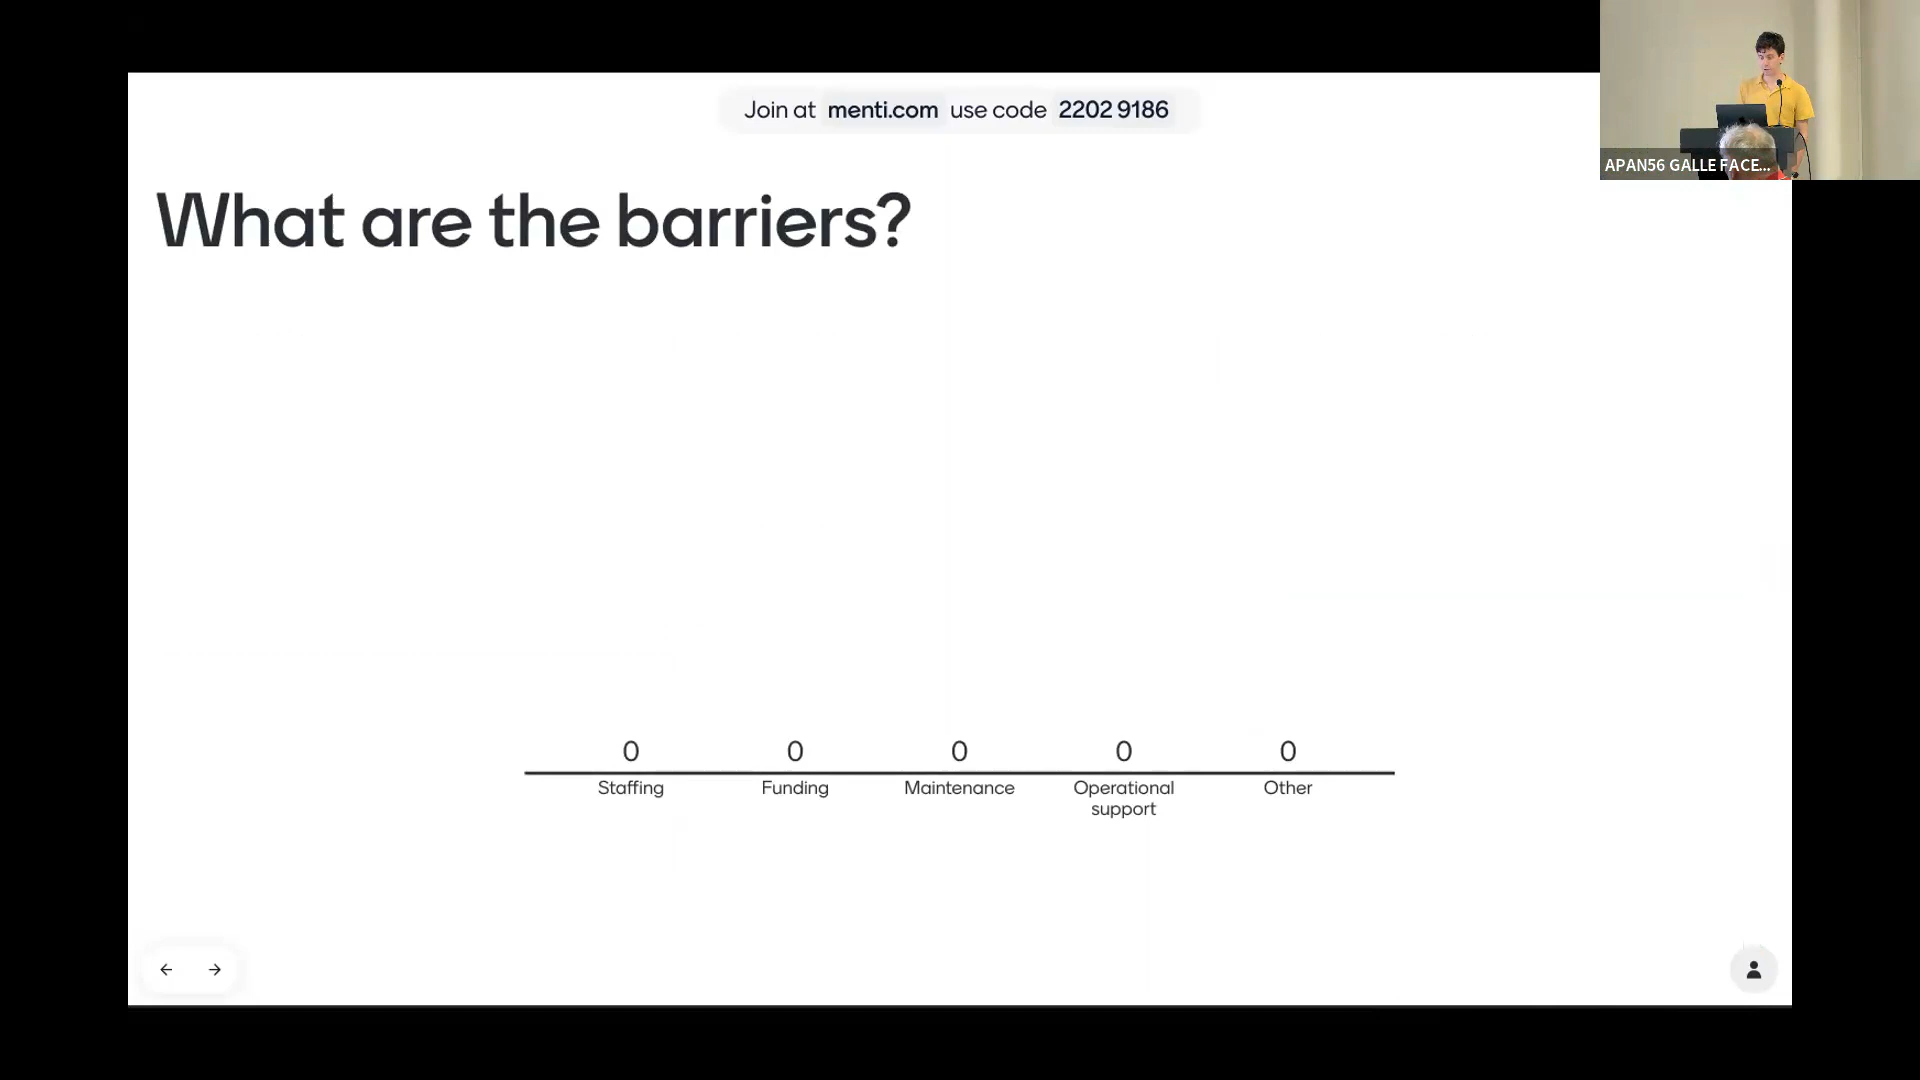 Join at menti.com use code 2202 9186
APAN56 GALLE FACE...
What are the barriers?
0 0 0 0 0
Staffing Funding Maintenance Operational support Other